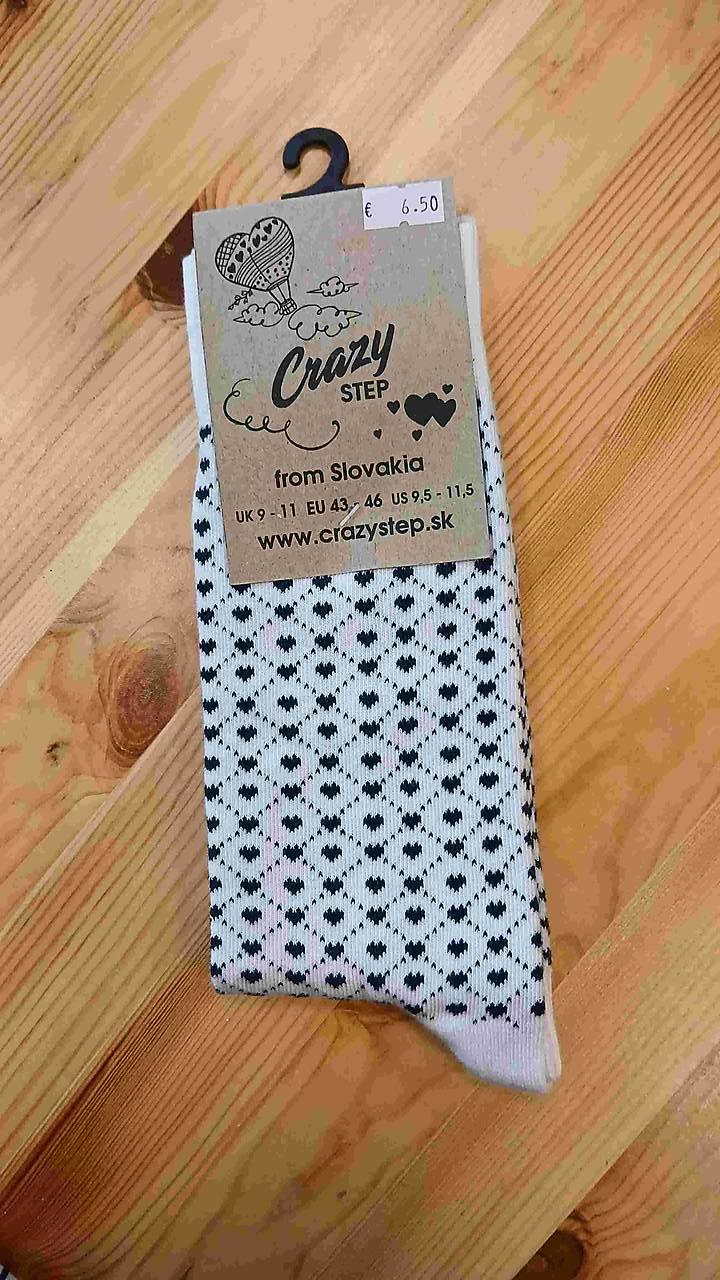 € 6.50
Crazy
STEP
from Slovakia
UK 9 - 11 EU 43 - 46 US 9,5 - 11,5
www.crazystep.sk